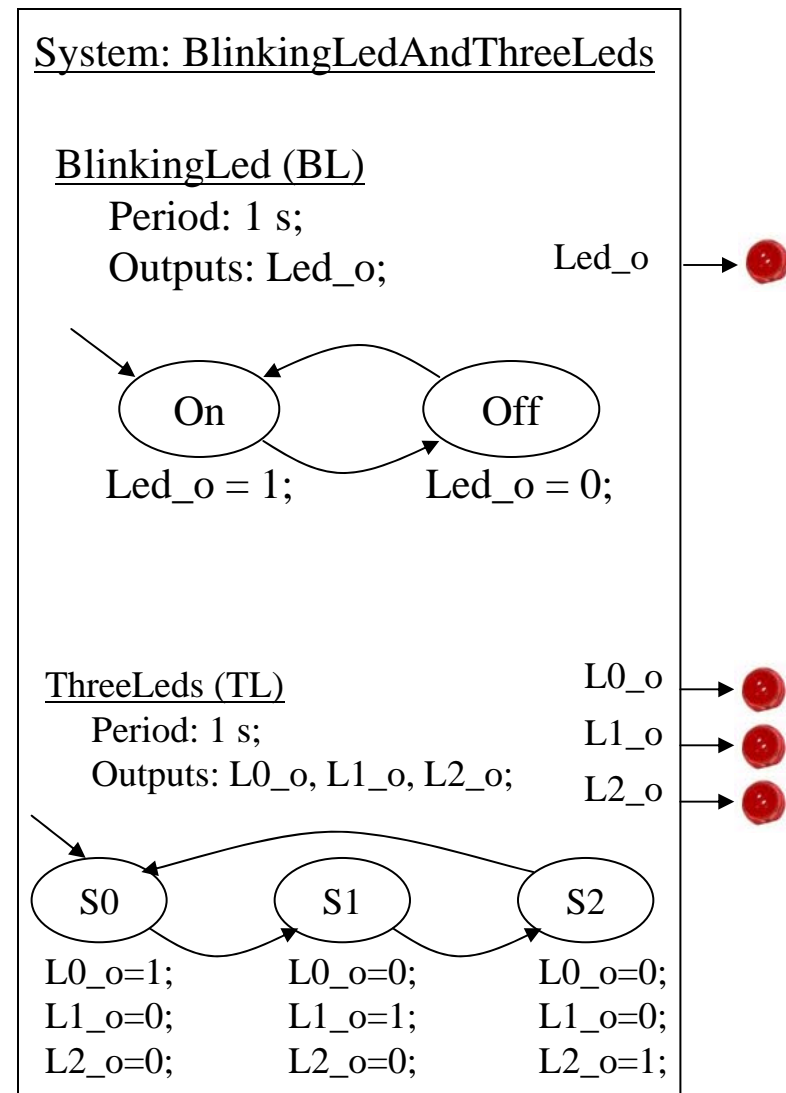 System: BlinkingLedAndThreeLeds
BlinkingLed (BL)
Period: 1 s;
Outputs: Led_o;
Led_o
On
Off
Led_o = 1;
Led_o = 0;
ThreeLeds (TL)
Period: 1 s;
Outputs: L0_o, L1_o, L2_o;
L0_o
L1_o
L2_o
S0
S1
S2
L0_o=1;
L1_o=0;
L2_o=0;
L0_o=0;
L1_o=1;
L2_o=0;
L0_o=0;
L1_o=0;
L2_o=1;